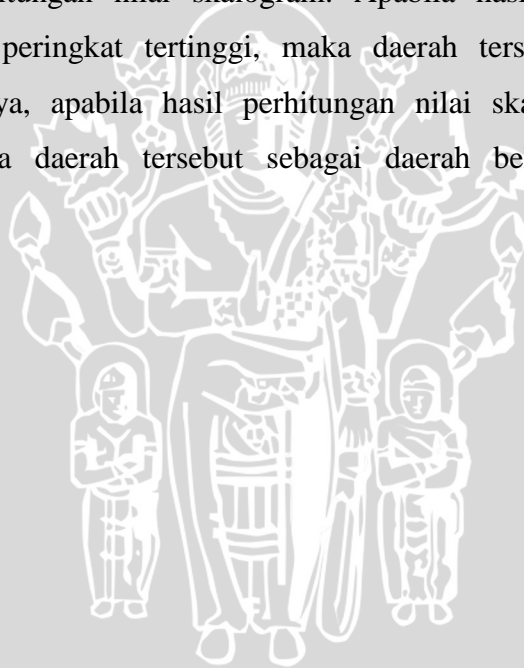 itungan nilai skalogram. Apabila hasi
peringkat tertinggi, maka daerah ters
ya, apabila hasil perhitungan nilai ska
a daerah tersebut sebagai daerah be